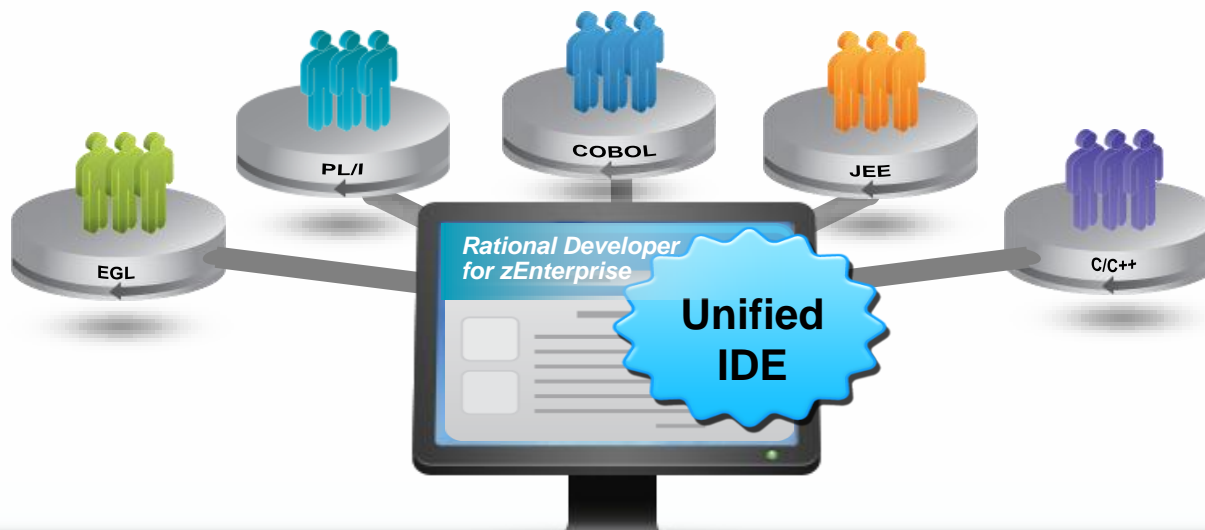 COBOL
PL/I
JEE
EGL
C/C++
Rational Developer
for zEnterprise
Unified
IDE